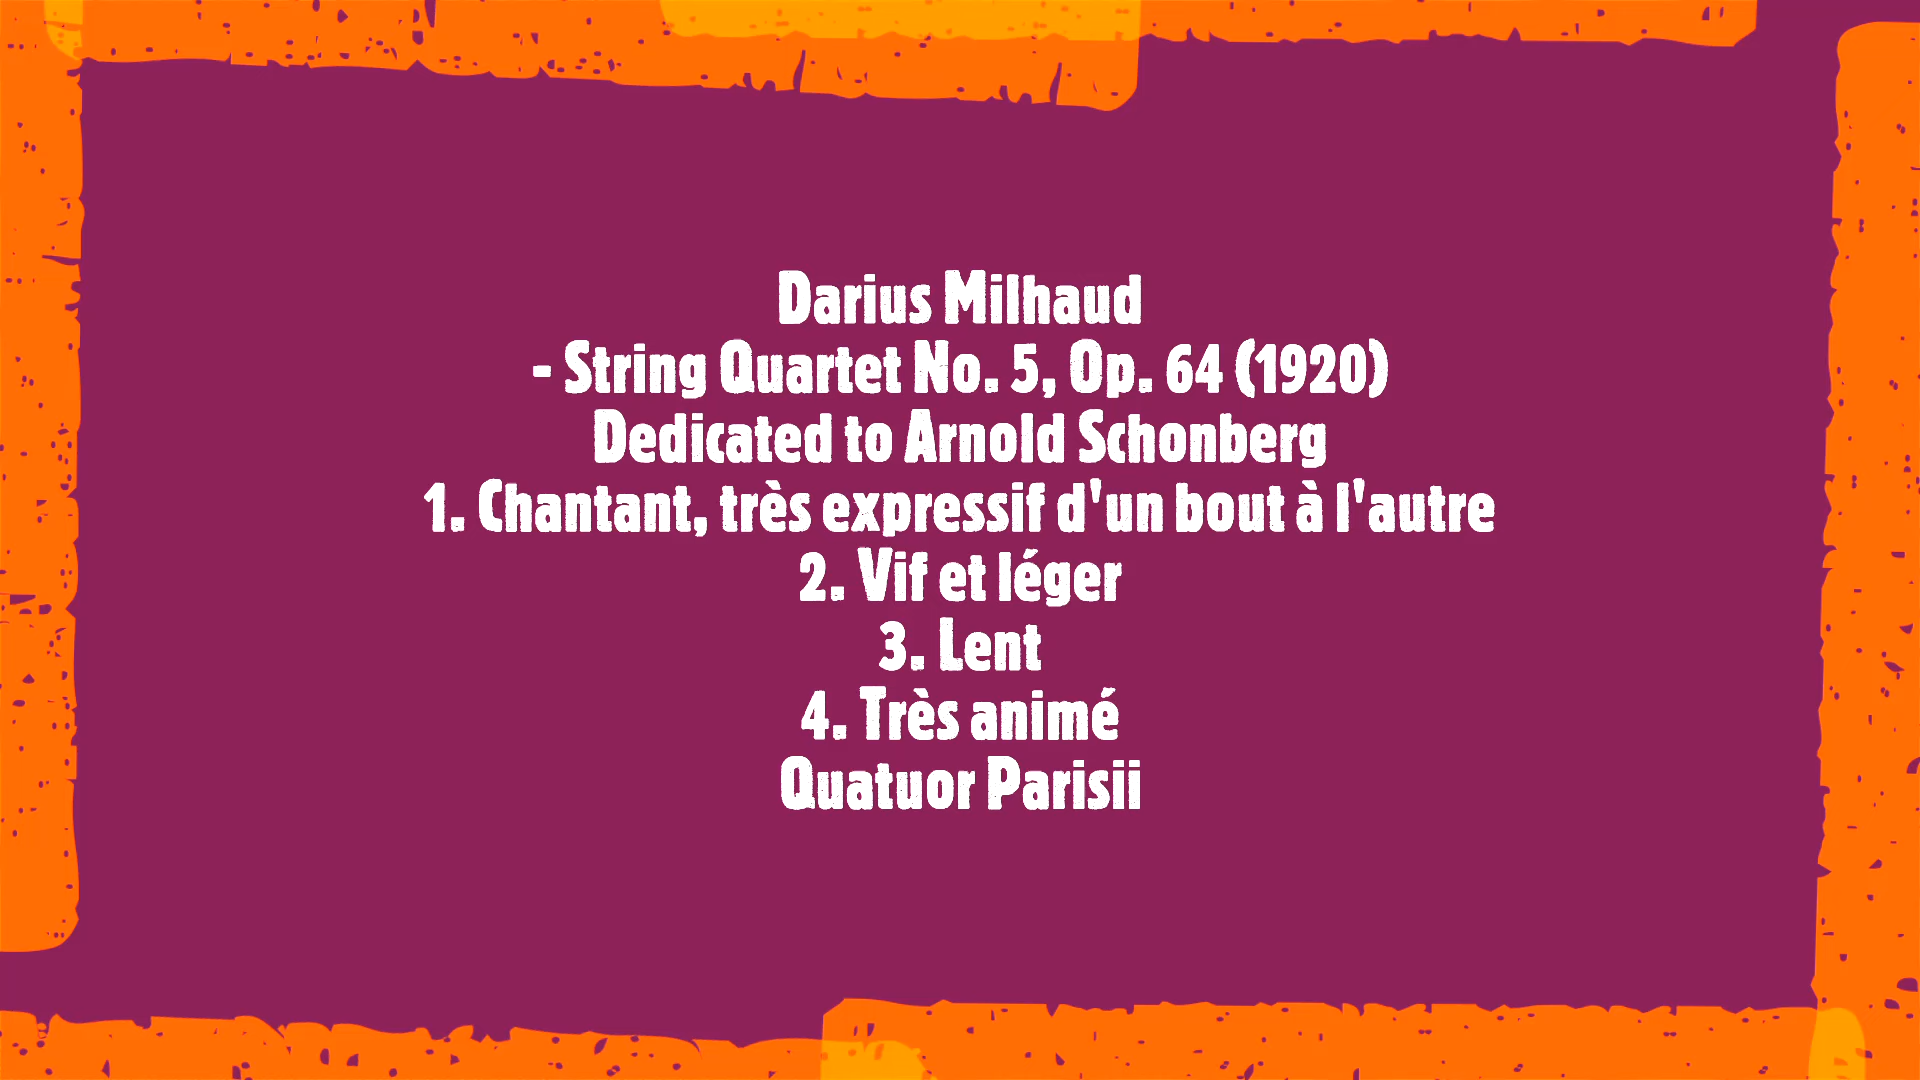 Darius Milhaud
- String Quartet No. 5, Op. 64 (1920)
Dedicated to Arnold Schonberg
1. Chantant, très expressif d'un bout à l'autre
2. Vif et léger
3. Lent
4. Très animé
Quatuor Parisii